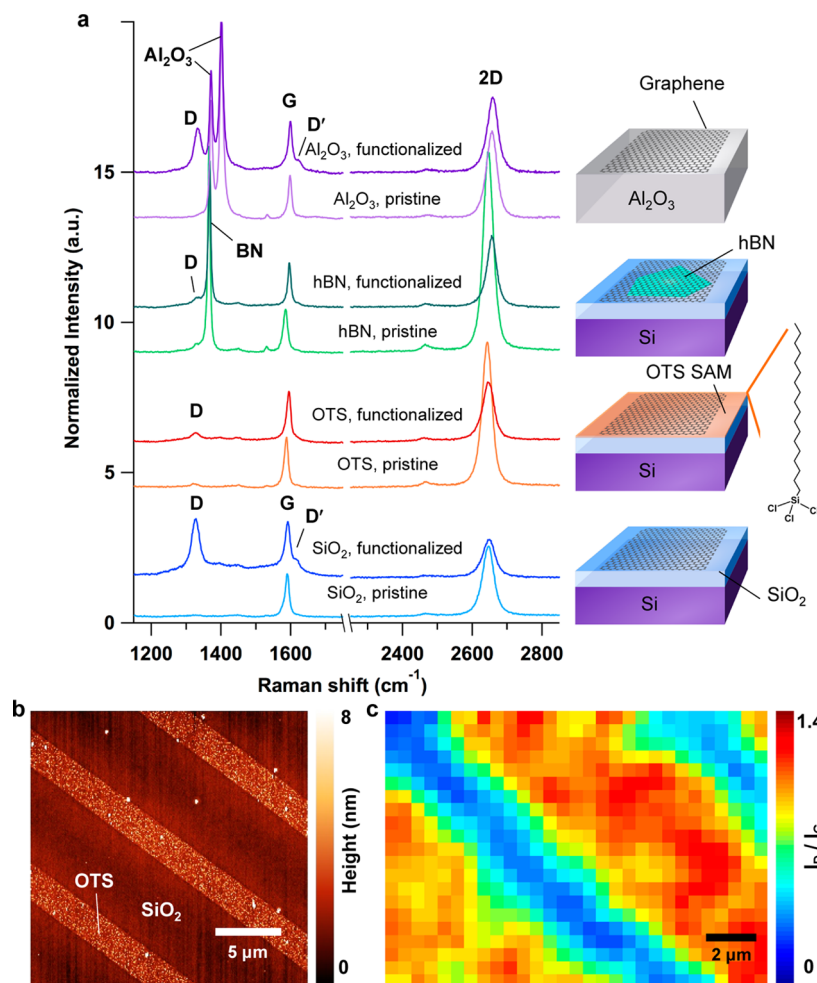 a
Al₂O₃
D
G
D′
2D
Al₂O₃, functionalized
Al₂O₃, pristine
BN
D
hBN, functionalized
hBN, pristine
D
OTS, functionalized
OTS, pristine
D
G
D′
SiO₂, functionalized
SiO₂, pristine
15
10
5
0
Normalized Intensity (a.u.)
1200
1400
1600
2400
2600
2800
Raman shift (cm⁻¹)
Graphene
Al₂O₃
hBN
Si
OTS SAM
Si
Si
Cl
Cl
Cl
Si
SiO₂
b
OTS
SiO₂
5 µm
8
Height (nm)
0
c
2 µm
1.4
I_D / I_G
0